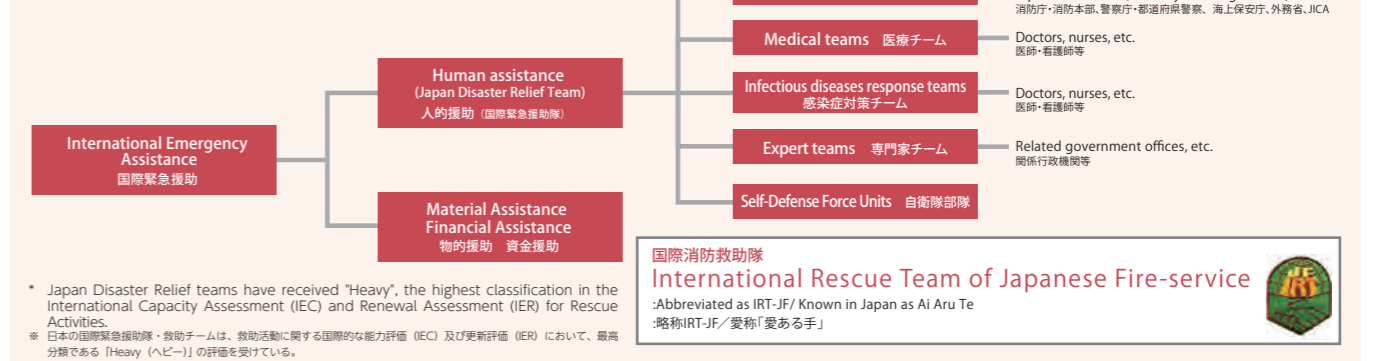 消防庁・消防本部、警察庁・都道府県警察、海上保安庁、外務省、JICA
Medical teams 医療チーム
Doctors, nurses, etc.
医師・看護師等
Human assistance
(Japan Disaster Relief Team)
人的援助（国際緊急援助隊）
Infectious diseases response teams
感染症対策チーム
Doctors, nurses, etc.
医師・看護師等
International Emergency
Assistance
国際緊急援助
Expert teams 専門家チーム
Related government offices, etc.
関係行政機関等
Material Assistance
Financial Assistance
物的援助 資金援助
Self-Defense Force Units 自衛隊部隊
国際消防救助隊
International Rescue Team of Japanese Fire-service
:Abbreviated as IRT-JF/ Known in Japan as Ai Aru Te
:略称IRT-JF／愛称「愛ある手」
* Japan Disaster Relief teams have received "Heavy", the highest classification in the
International Capacity Assessment (IEC) and Renewal Assessment (IER) for Rescue
Activities.
※ 日本の国際緊急援助隊・救助チームは、救助活動に関する国際的な能力評価（IEC）及び更新評価（IER）において、最高
分類である「Heavy（ヘビー）」の評価を受けている。